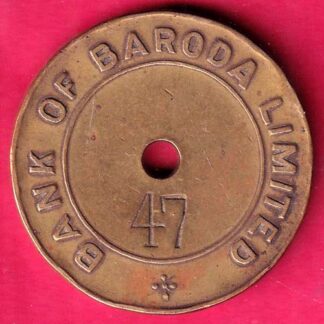 BANK OF BARODA LIMITED
47